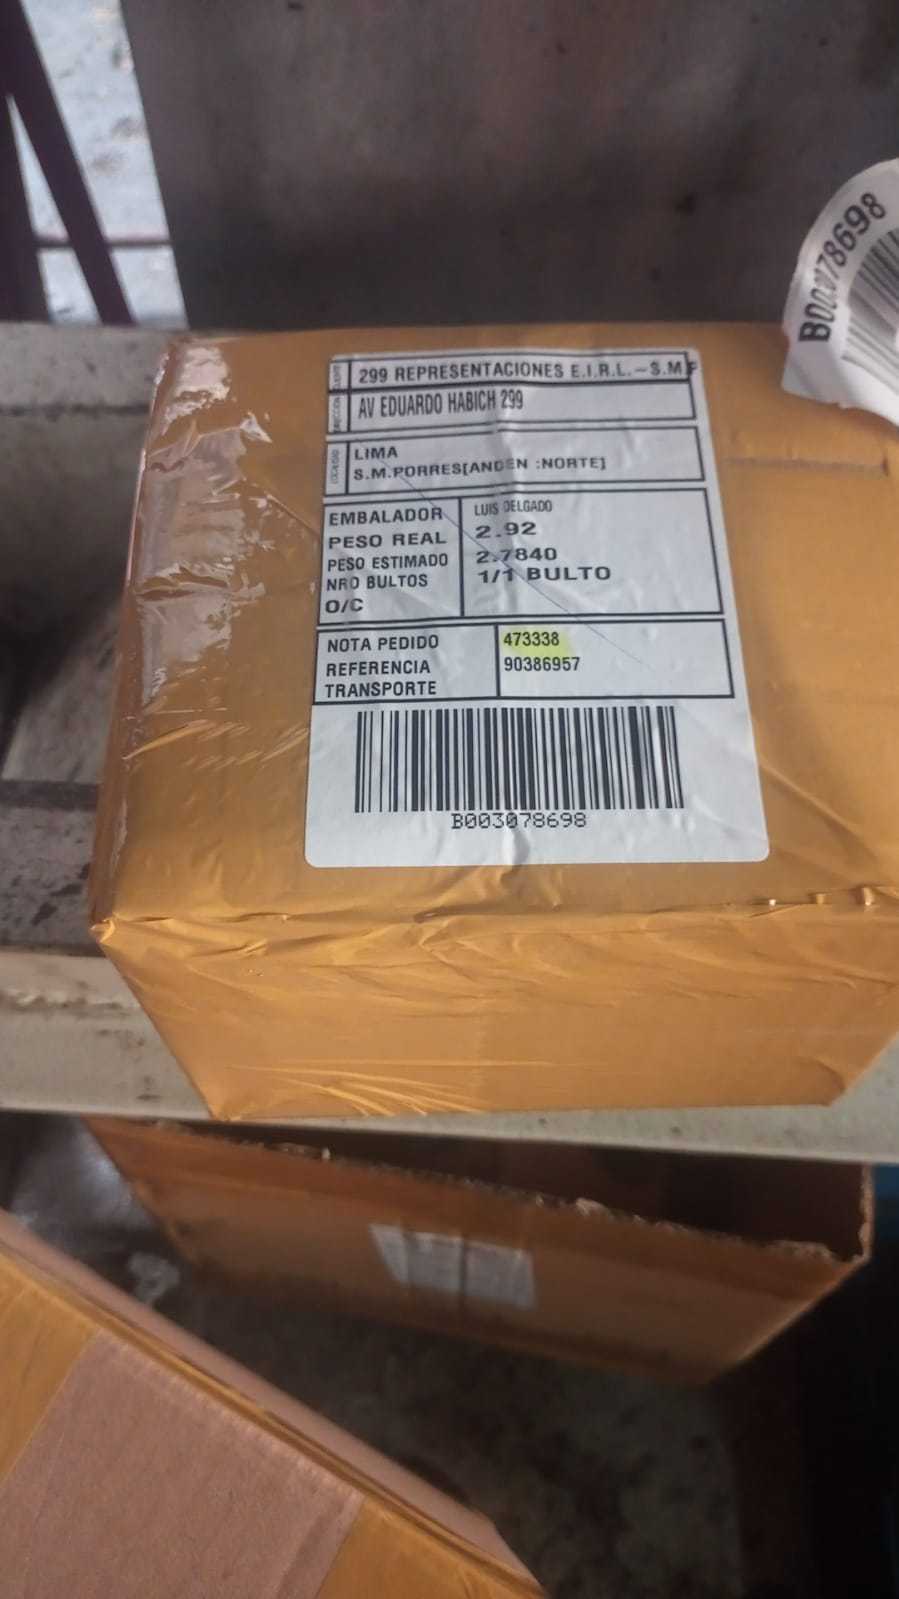 299 REPRESENTACIONES E.I.R.L.-S.M.P
DIRECCION AV EDUARDO HABICH 299
LIMA
S.M.PORRES[ANDEN :NORTE]
EMBALADOR LUIS DELGADO
PESO REAL 2.92
PESO ESTIMADO 2.7840
NRO BULTOS 1/1 BULTO
O/C
NOTA PEDIDO 473338
REFERENCIA 90386957
TRANSPORTE
B003078698
B003078698